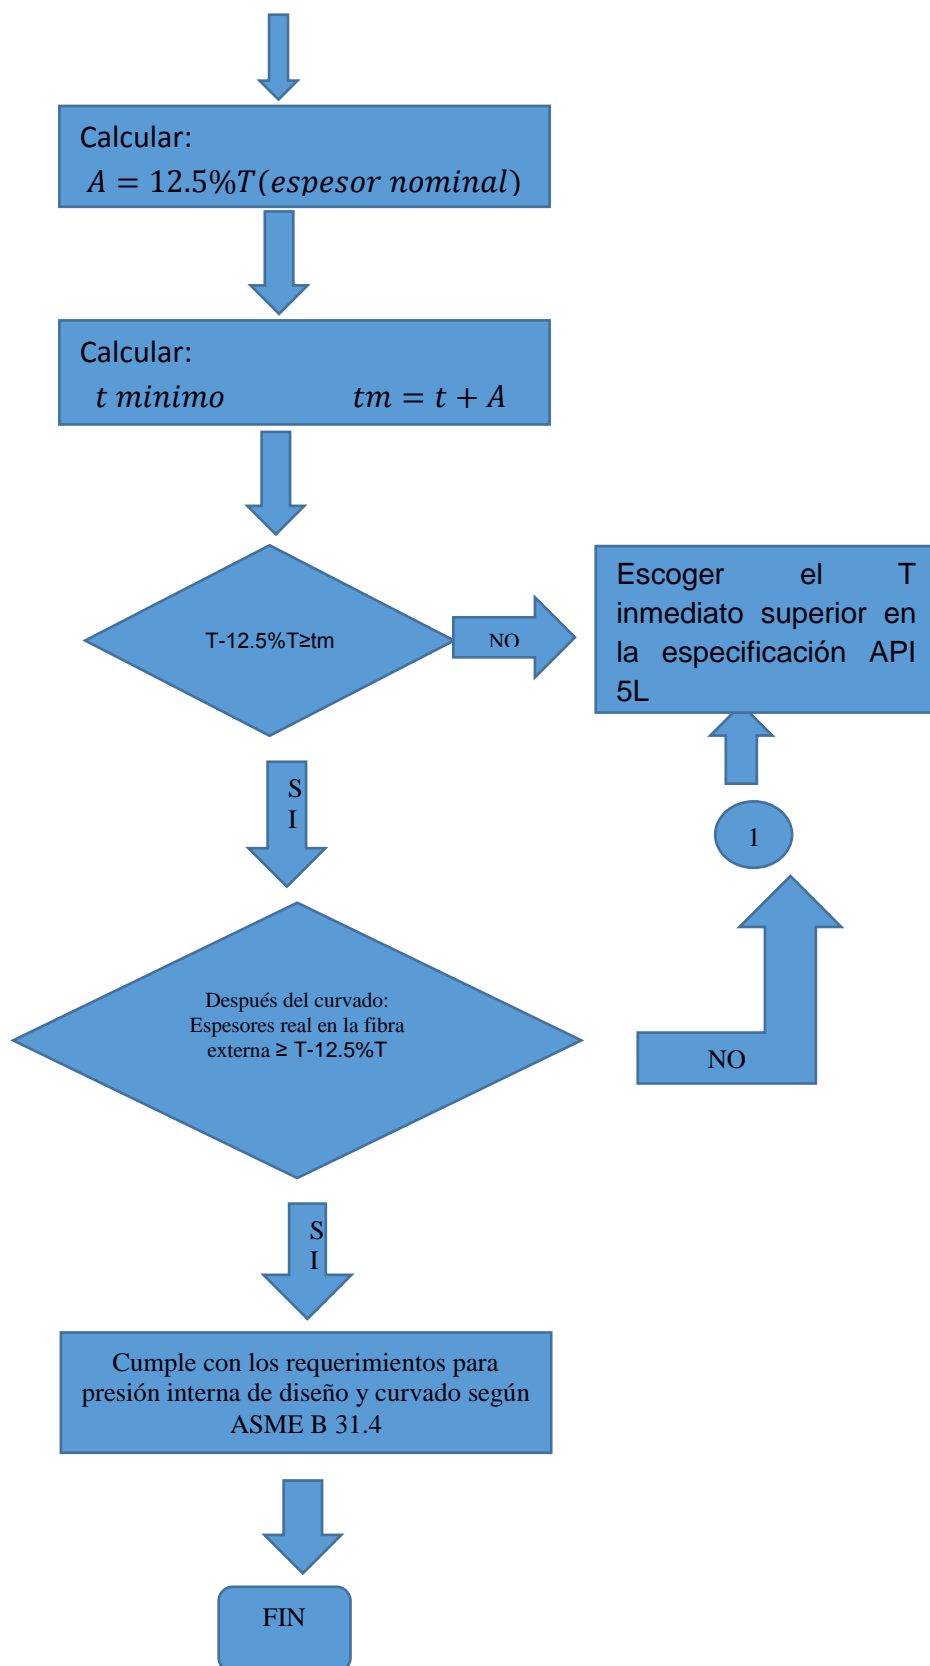 Calcular:
A = 12.5%T(espesor nominal)
Calcular:
t minimo tm = t + A
T-12.5%T≥tm
NO
Escoger el T
inmediato superior en
la especificación API
5L
S
I
1
Después del curvado:
Espesores real en la fibra
externa ≥ T-12.5%T
NO
S
I
Cumple con los requerimientos para
presión interna de diseño y curvado según
ASME B 31.4
FIN